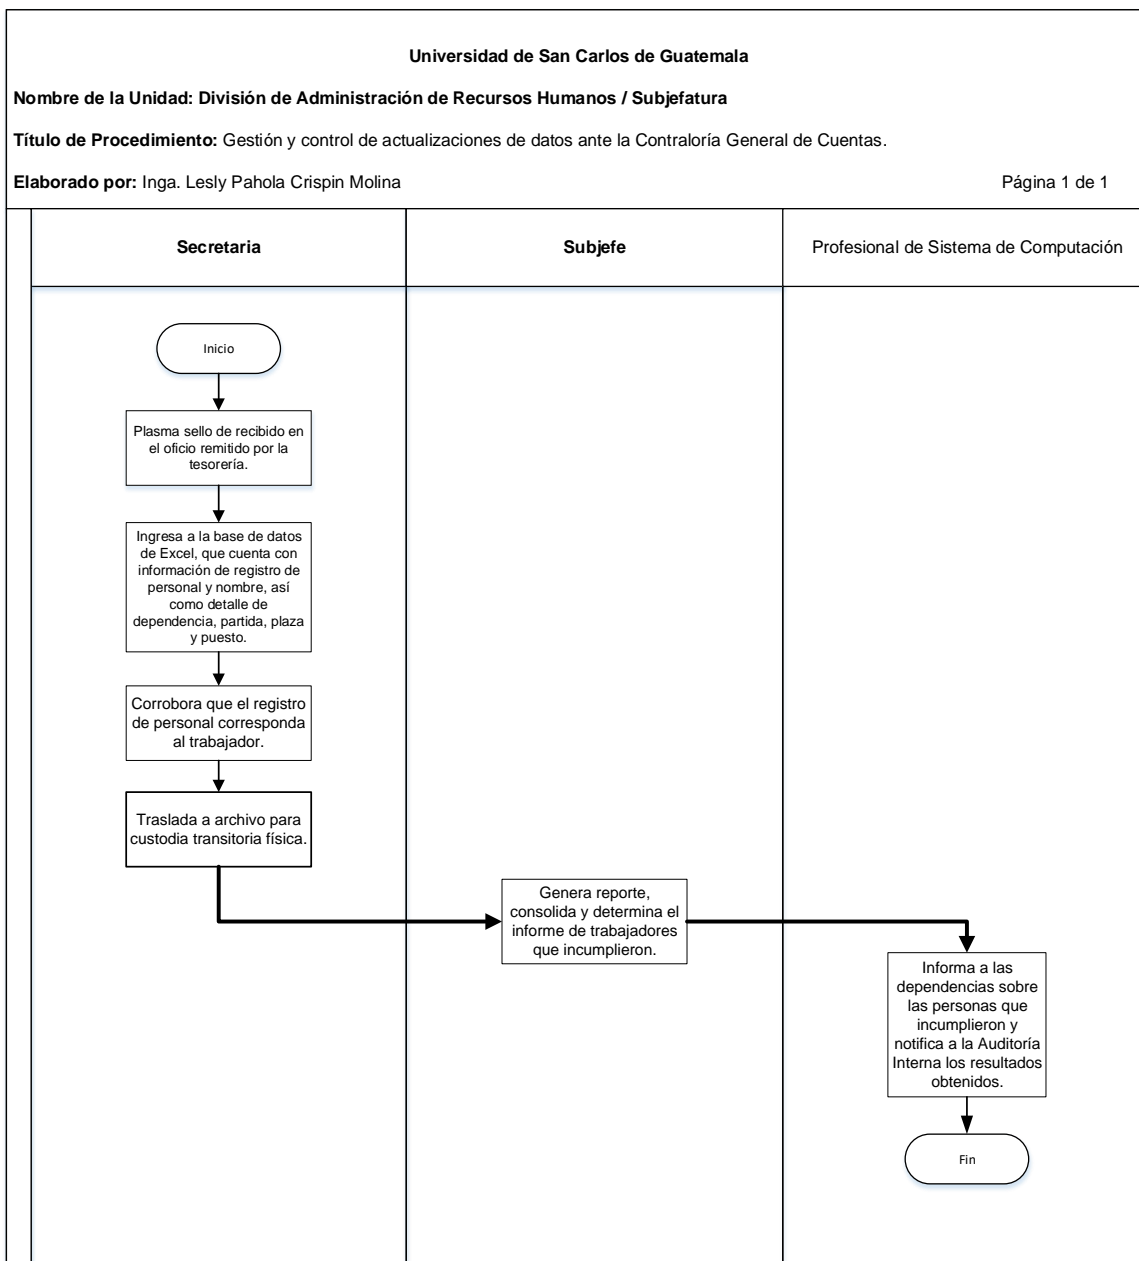 Universidad de San Carlos de Guatemala
Nombre de la Unidad: División de Administración de Recursos Humanos / Subjefatura
Título de Procedimiento: Gestión y control de actualizaciones de datos ante la Contraloría General de Cuentas.
Elaborado por: Inga. Lesly Pahola Crispin Molina
Página 1 de 1
Secretaria
Subjefe
Profesional de Sistema de Computación
Inicio
Plasma sello de recibido en
el oficio remitido por la
tesorería.
Ingresa a la base de datos
de Excel, que cuenta con
información de registro de
personal y nombre, así
como detalle de
dependencia, partida, plaza
y puesto.
Corrobora que el registro
de personal corresponda
al trabajador.
Traslada a archivo para
custodia transitoria física.
Genera reporte,
consolida y determina el
informe de trabajadores
que incumplieron.
Informa a las
dependencias sobre
las personas que
incumplieron y
notifica a la Auditoría
Interna los resultados
obtenidos.
Fin